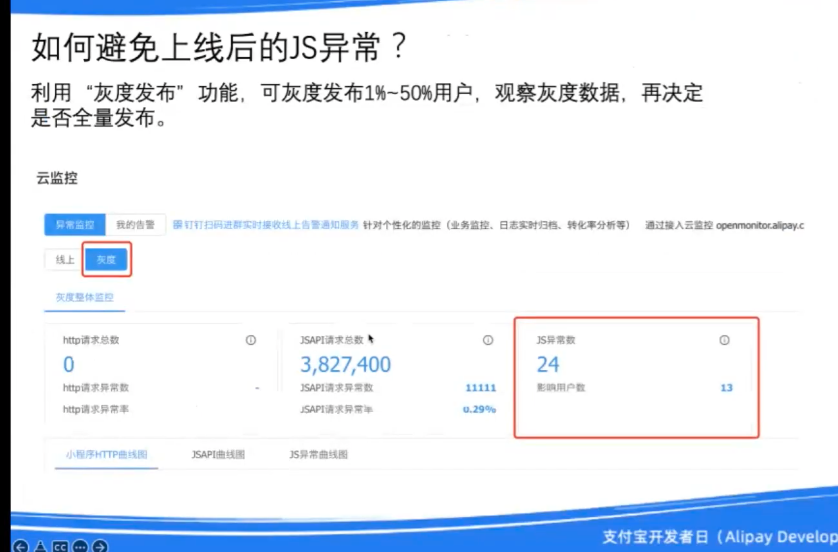 如何避免上线后的JS异常？
利用“灰度发布”功能，可灰度发布1%~50%用户，观察灰度数据，再决定
是否全量发布。
云监控
异常监控 我的告警 钉钉扫码进群实时接收线上告警通知服务 针对个性化的监控（业务监控、日志实时归档、转化率分析等） 通过接入云监控 openmonitor.alipay.c
线上 灰度
灰度整体监控
http请求总数 JSAPI请求总数 JS异常数
0 3,827,400 24
http请求异常数 - JSAPI请求异常数 11111 影响用户数 13
http请求异常率 JSAPI请求异常率 0.29%
小程序HTTP曲线图 JSAPI曲线图 JS异常曲线图
支付宝开发者日（Alipay Develop